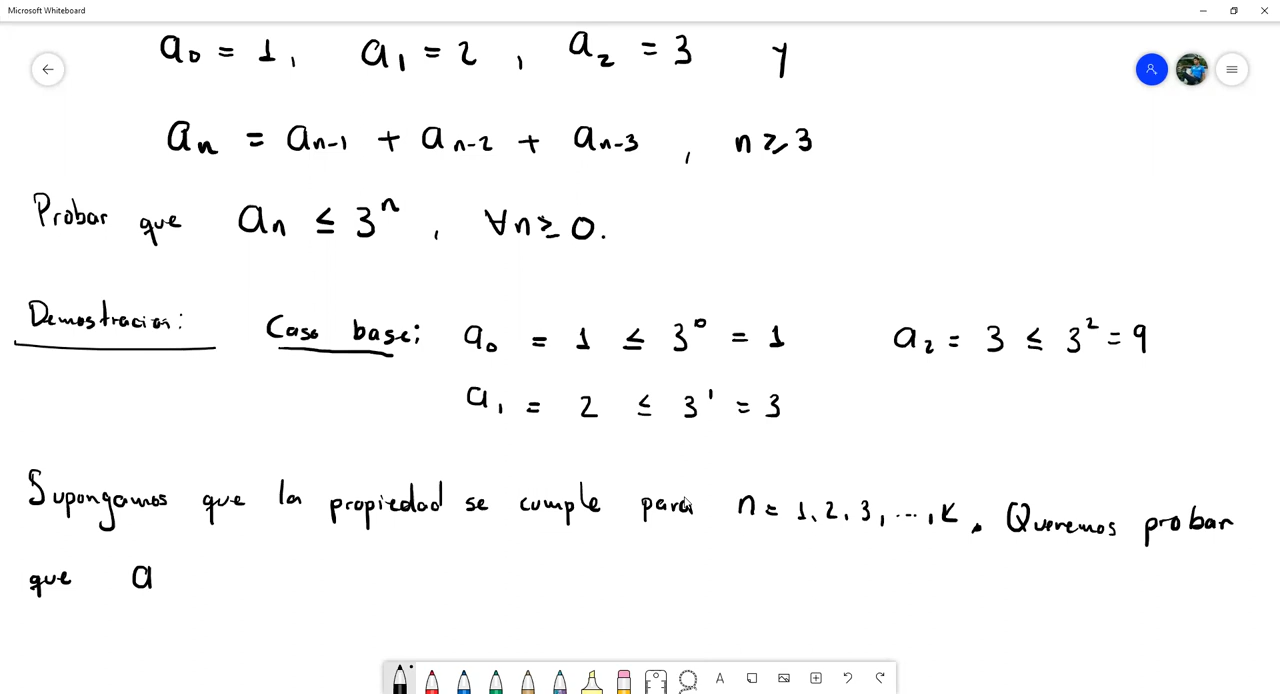 Microsoft Whiteboard
a₀ = 1, a₁ = 2, a₂ = 3 y
aₙ = aₙ₋₁ + aₙ₋₂ + aₙ₋₃, n ≥ 3
Probar que aₙ ≤ 3ⁿ, ∀n ≥ 0.
Demostración: Caso base: a₀ = 1 ≤ 3⁰ = 1 a₂ = 3 ≤ 3² = 9
a₁ = 2 ≤ 3¹ = 3
Supongamos que la propiedad se cumple para n = 1, 2, 3, ..., k. Queremos probar
que a
A